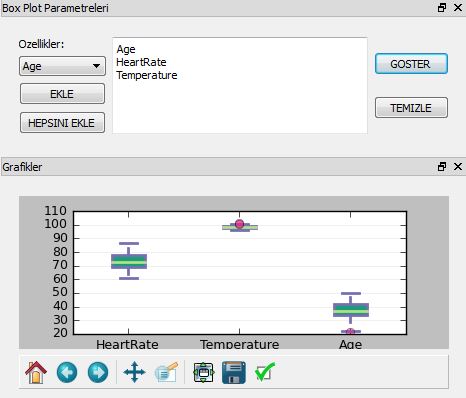 Box Plot Parametreleri
Ozellikler:
Age
EKLE
HEPSINI EKLE
Age
HeartRate
Temperature
GOSTER
TEMIZLE
Grafikler
110
100
90
80
70
60
50
40
30
20
HeartRate
Temperature
Age